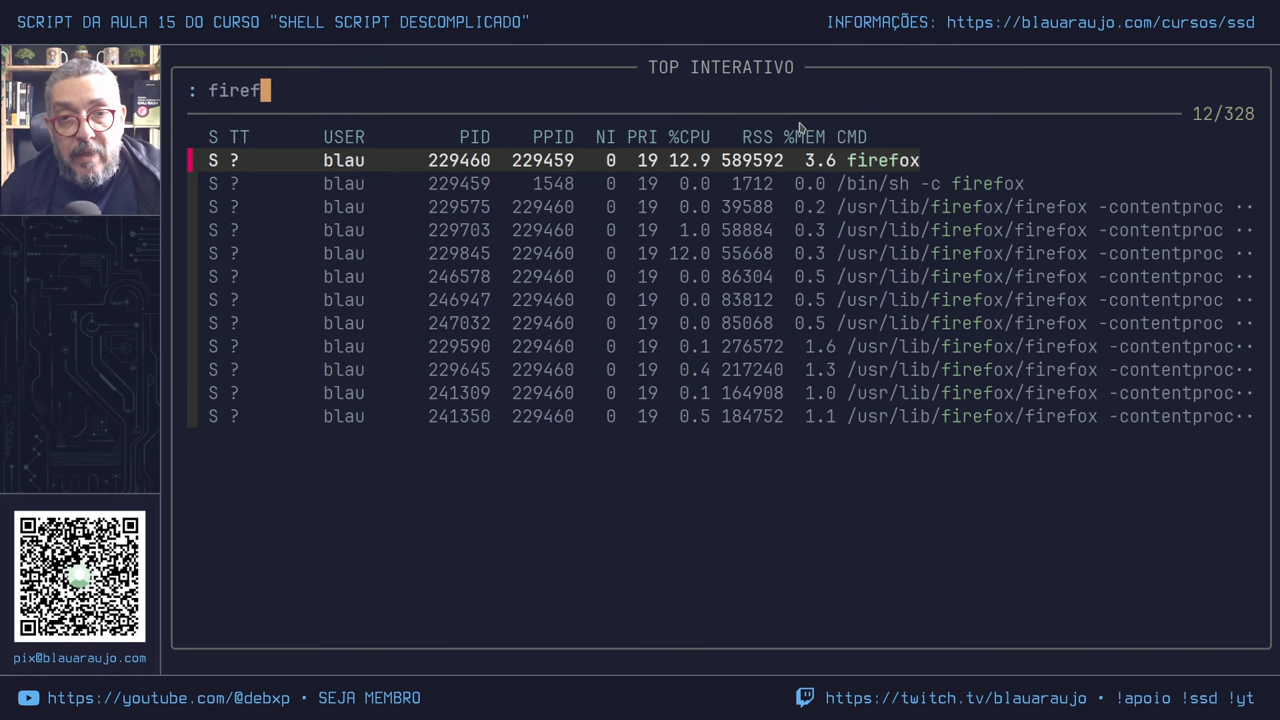 SCRIPT DA AULA 15 DO CURSO "SHELL SCRIPT DESCOMPLICADO"
INFORMAÇÕES: https://blauaraujo.com/cursos/ssd
TOP INTERATIVO
: firef
12/328
S TT USER PID PPID NI PRI %CPU RSS %MEM CMD
S ? blau 229460 229459 0 19 12.9 589592 3.6 firefox
S ? blau 229459 1548 0 19 0.0 1712 0.0 /bin/sh -c firefox
S ? blau 229575 229460 0 19 0.0 39588 0.2 /usr/lib/firefox/firefox -contentproc ··
S ? blau 229703 229460 0 19 1.0 58884 0.3 /usr/lib/firefox/firefox -contentproc ··
S ? blau 229845 229460 0 19 12.0 55668 0.3 /usr/lib/firefox/firefox -contentproc ··
S ? blau 246578 229460 0 19 0.0 86304 0.5 /usr/lib/firefox/firefox -contentproc ··
S ? blau 246947 229460 0 19 0.0 83812 0.5 /usr/lib/firefox/firefox -contentproc ··
S ? blau 247032 229460 0 19 0.0 85068 0.5 /usr/lib/firefox/firefox -contentproc ··
S ? blau 229590 229460 0 19 0.1 276572 1.6 /usr/lib/firefox/firefox -contentproc··
S ? blau 229645 229460 0 19 0.4 217240 1.3 /usr/lib/firefox/firefox -contentproc··
S ? blau 241309 229460 0 19 0.1 164908 1.0 /usr/lib/firefox/firefox -contentproc··
S ? blau 241350 229460 0 19 0.5 184752 1.1 /usr/lib/firefox/firefox -contentproc··
pix@blauaraujo.com
https://youtube.com/@debxp • SEJA MEMBRO
https://twitch.tv/blauaraujo • !apoio !ssd !yt